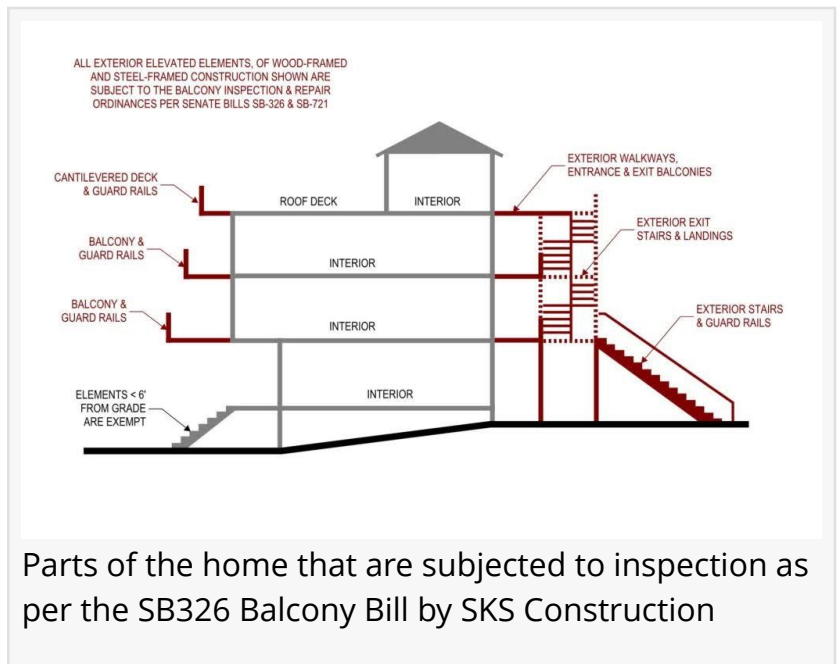 ALL EXTERIOR ELEVATED ELEMENTS, OF WOOD-FRAMED
AND STEEL-FRAMED CONSTRUCTION SHOWN ARE
SUBJECT TO THE BALCONY INSPECTION & REPAIR
ORDINANCES PER SENATE BILLS SB-326 & SB-721
CANTILEVERED DECK
& GUARD RAILS
ROOF DECK
INTERIOR
EXTERIOR WALKWAYS,
ENTRANCE & EXIT BALCONIES
BALCONY &
GUARD RAILS
INTERIOR
EXTERIOR EXIT
STAIRS & LANDINGS
BALCONY &
GUARD RAILS
INTERIOR
EXTERIOR STAIRS
& GUARD RAILS
ELEMENTS < 6'
FROM GRADE
ARE EXEMPT
INTERIOR
Parts of the home that are subjected to inspection as
per the SB326 Balcony Bill by SKS Construction